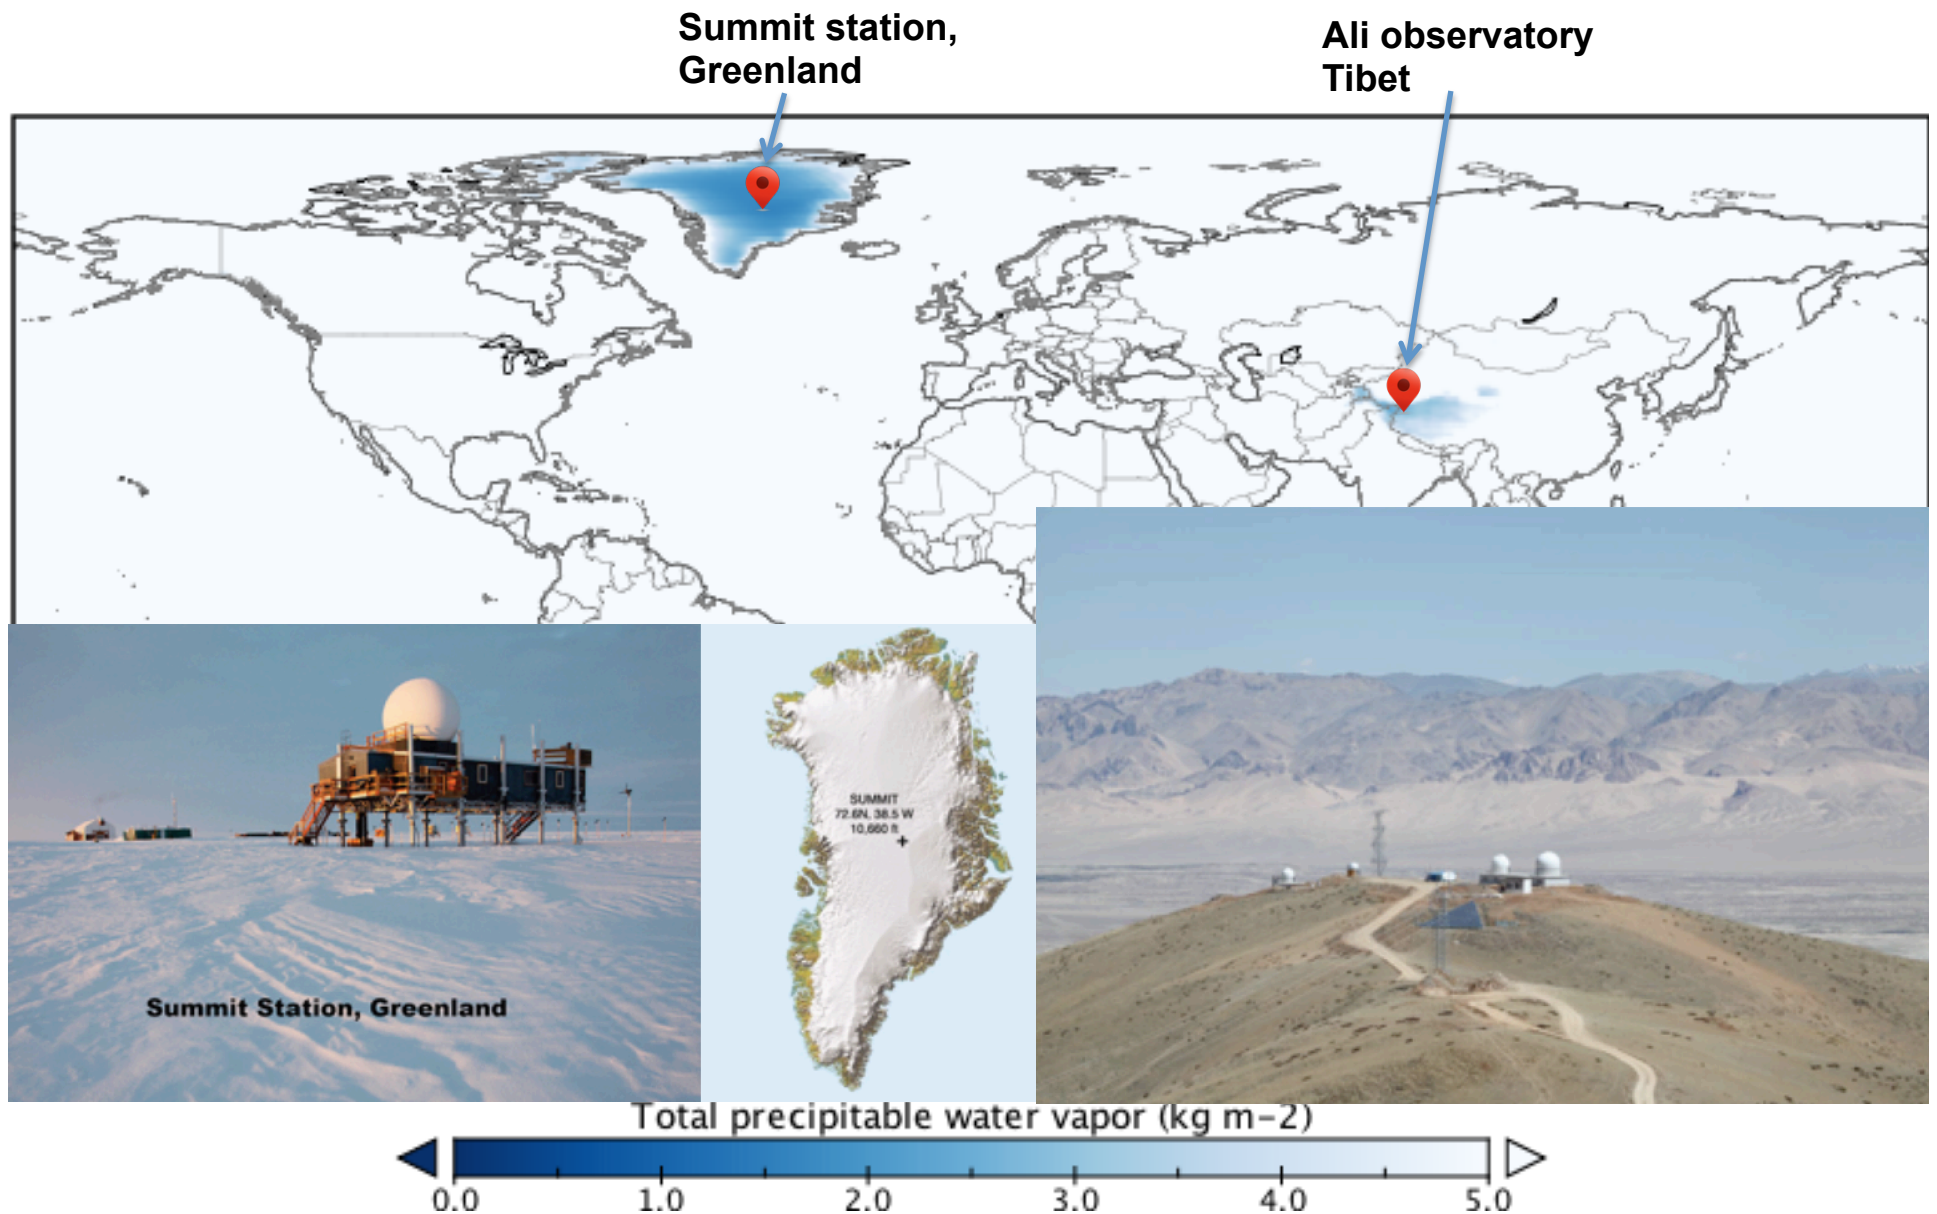 Summit station,
Greenland
Ali observatory
Tibet
SUMMIT
72.6N, 38.5 W
10,660 ft
Summit Station, Greenland
Total precipitable water vapor (kg m−2)
0.0 1.0 2.0 3.0 4.0 5.0